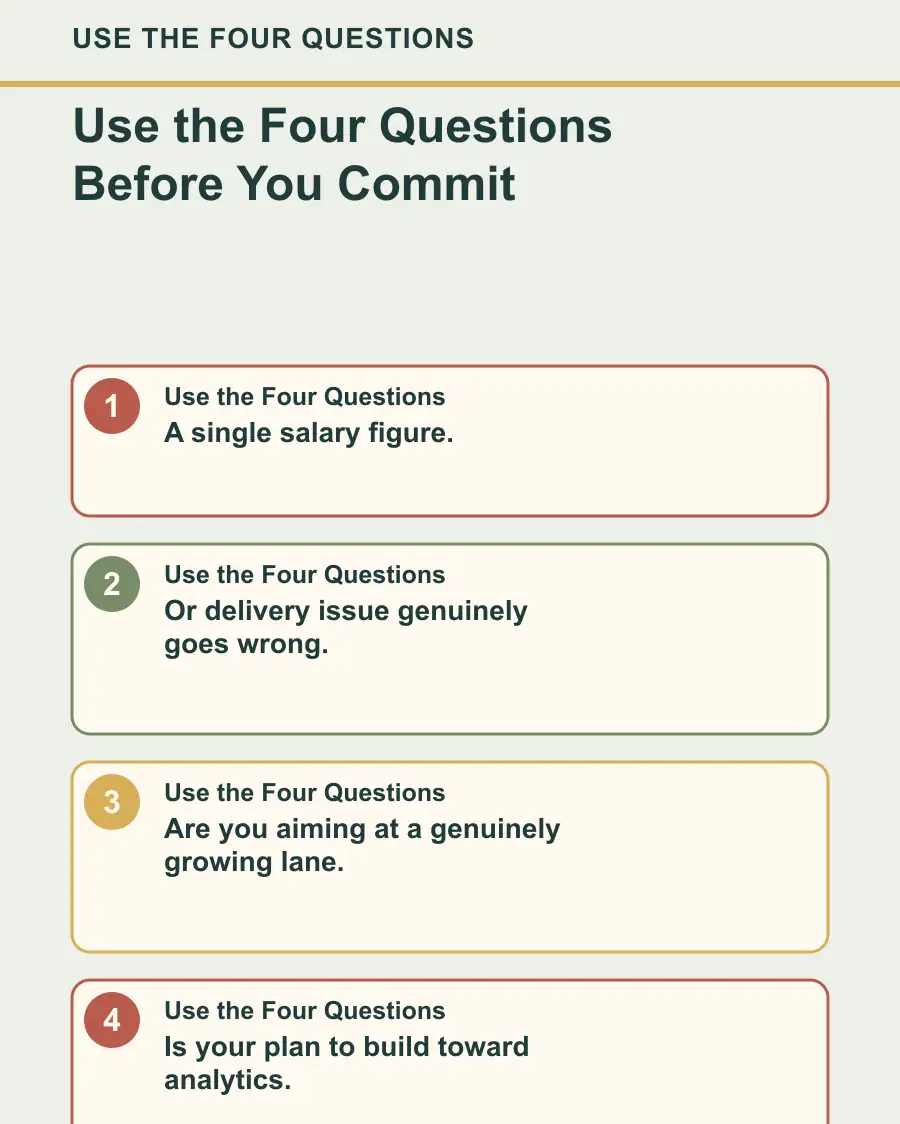 USE THE FOUR QUESTIONS
Use the Four Questions
Before You Commit
1
Use the Four Questions
A single salary figure.
2
Use the Four Questions
Or delivery issue genuinely
goes wrong.
3
Use the Four Questions
Are you aiming at a genuinely
growing lane.
4
Use the Four Questions
Is your plan to build toward
analytics.